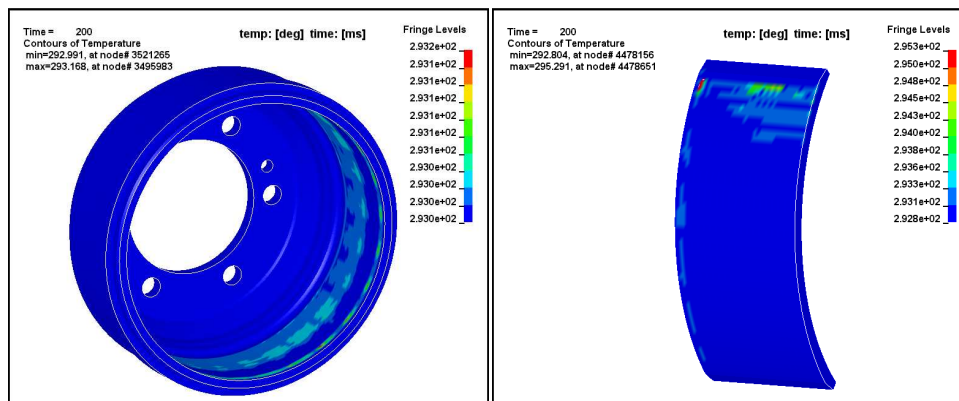 Time =      200
Contours of Temperature
min=292.991, at node# 3521265
max=293.168, at node# 3495983
temp: [deg]  time: [ms]
Fringe Levels
2.932e+02
2.931e+02
2.931e+02
2.931e+02
2.931e+02
2.931e+02
2.930e+02
2.930e+02
2.930e+02
2.930e+02
Time =      200
Contours of Temperature
min=292.804, at node# 4478156
max=295.291, at node# 4478651
temp: [deg]  time: [ms]
Fringe Levels
2.953e+02
2.950e+02
2.948e+02
2.945e+02
2.943e+02
2.940e+02
2.938e+02
2.936e+02
2.933e+02
2.931e+02
2.928e+02